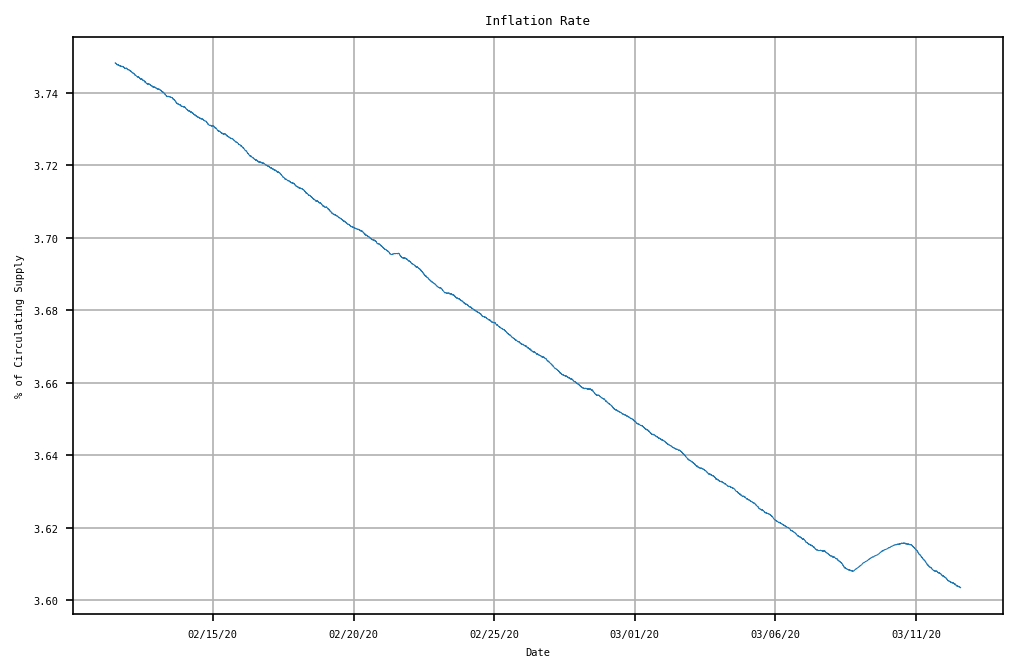 Inflation Rate
% of Circulating Supply
3.74
3.72
3.70
3.68
3.66
3.64
3.62
3.60
02/15/20 02/20/20 02/25/20 03/01/20 03/06/20 03/11/20
Date